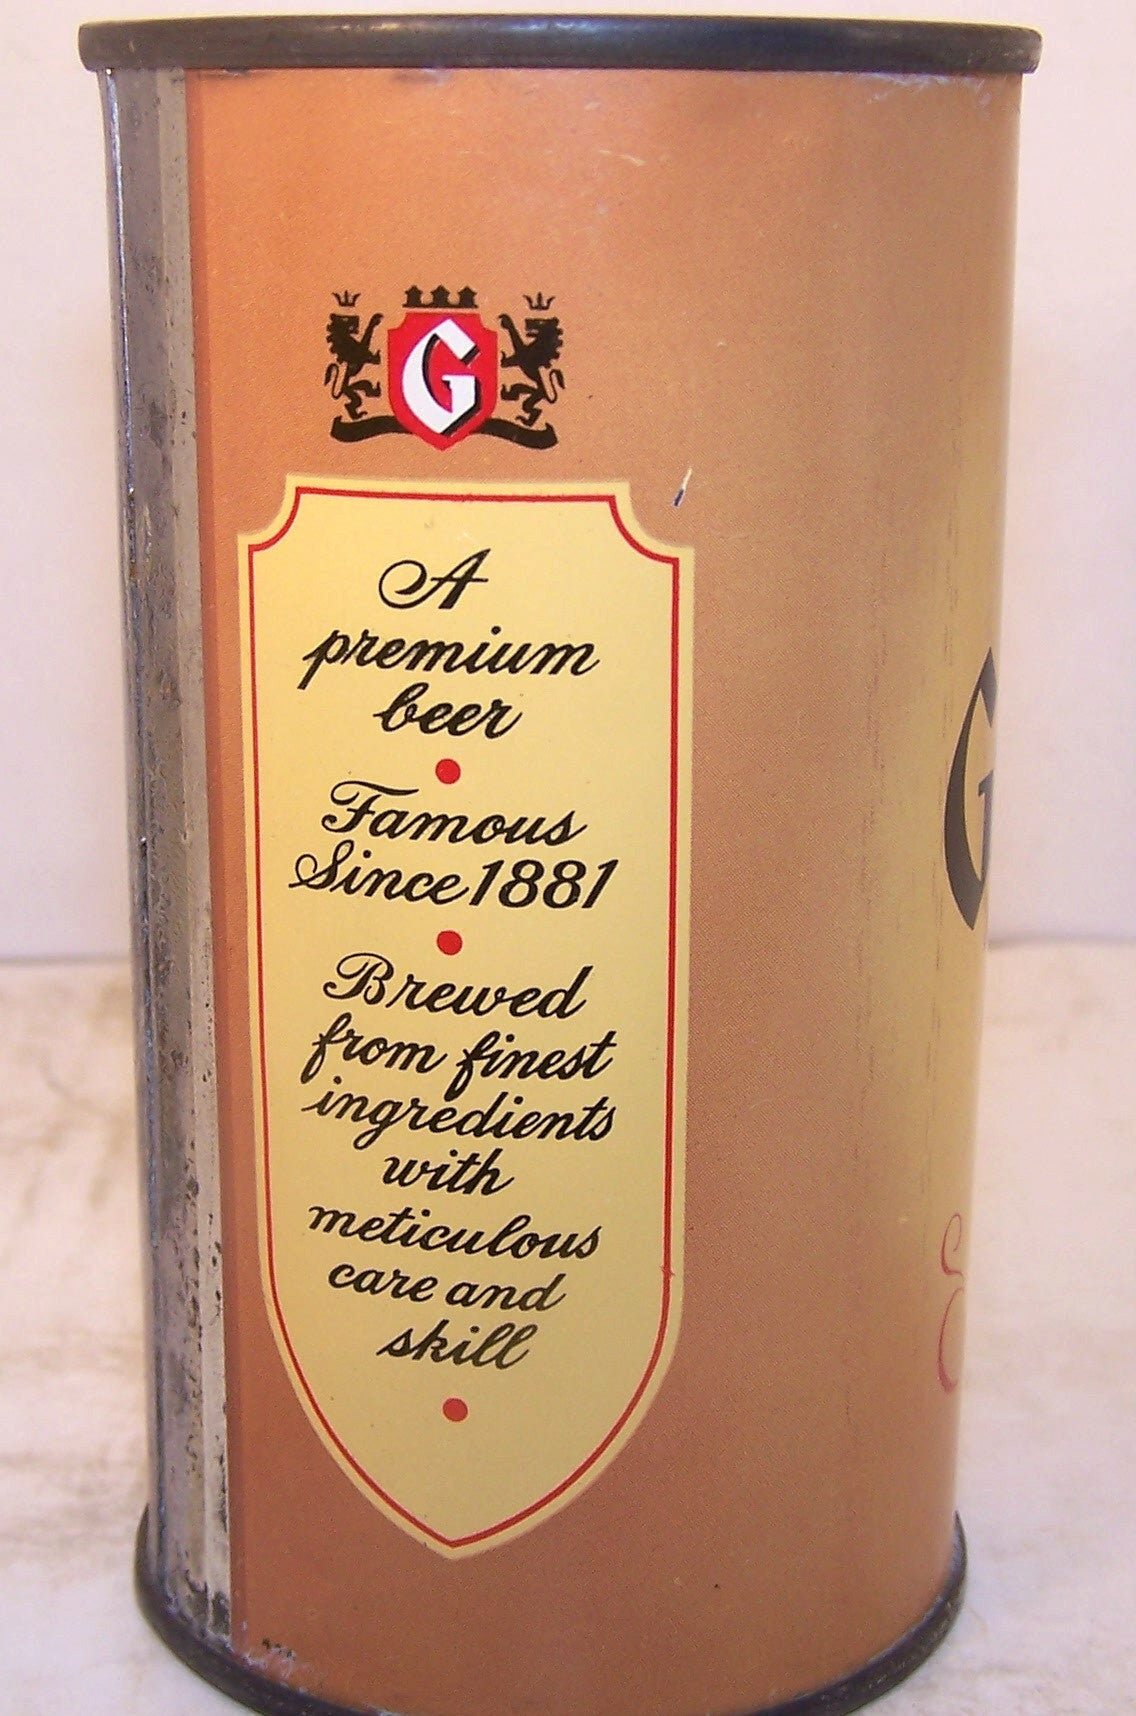 G
A
premium
beer
Famous
Since 1881
Brewed
from finest
ingredients
with
meticulous
care and
skill
G